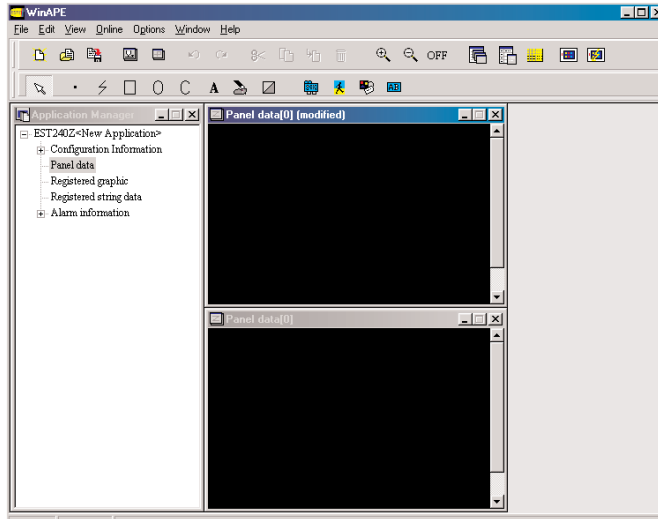 WinAPE
File Edit View Online Options Window Help
OFF
A AB
Application Manager
EST240Z<New Application>
Configuration Information
Panel data
Registered graphic
Registered string data
Alarm information
Panel data[0] (modified)
Panel data[0]